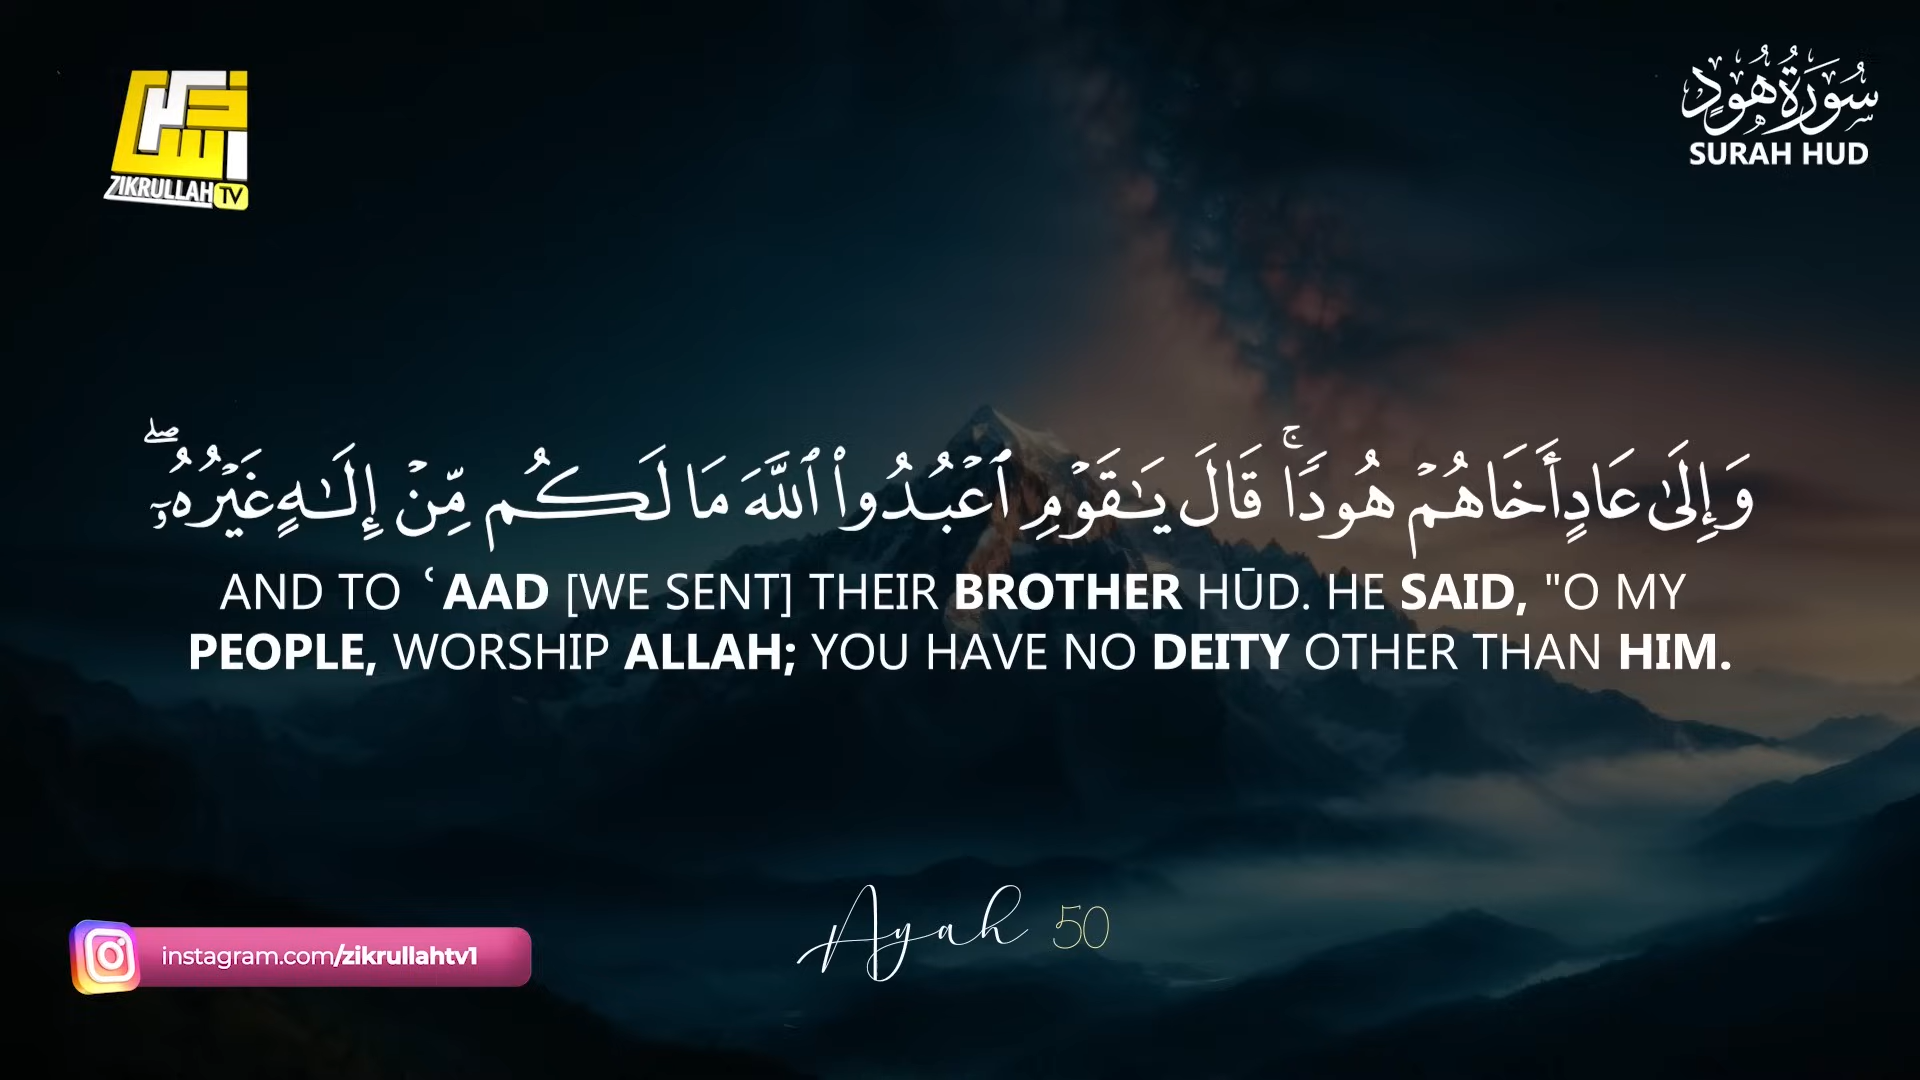 ذكر الله
ZIKRULLAH TV
سُورَةُ هُودٍ
SURAH HUD
وَإِلَىٰ عَادٍ أَخَاهُمۡ هُودٗاۚ قَالَ يَٰقَوۡمِ ٱعۡبُدُواْ ٱللَّهَ مَا لَكُم مِّنۡ إِلَٰهٍ غَيۡرُهُۥٓۖ
AND TO ʿAAD [WE SENT] THEIR BROTHER HŪD. HE SAID, "O MY
PEOPLE, WORSHIP ALLAH; YOU HAVE NO DEITY OTHER THAN HIM.
Ayah 50
instagram.com/zikrullahtv1